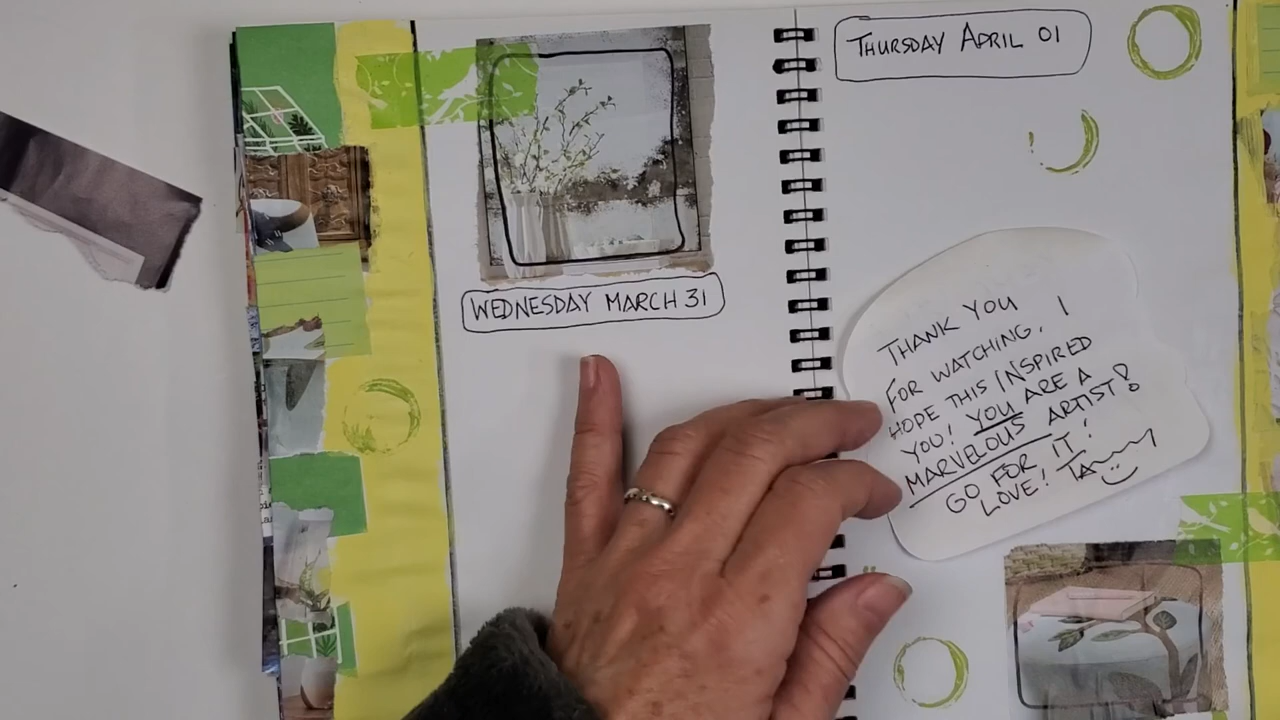 THURSDAY APRIL 01
WEDNESDAY MARCH 31
THANK YOU
FOR WATCHING. I
HOPE THIS INSPIRED
YOU! YOU ARE A
MARVELOUS ARTIST!
GO FOR IT!
LOVE! TAMMY